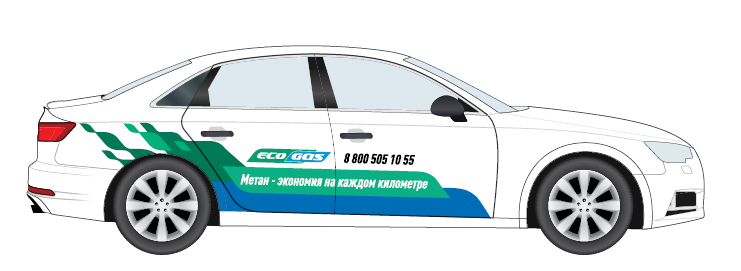 ECO GAS
8 800 505 10 55
Метан - экономия на каждом километре